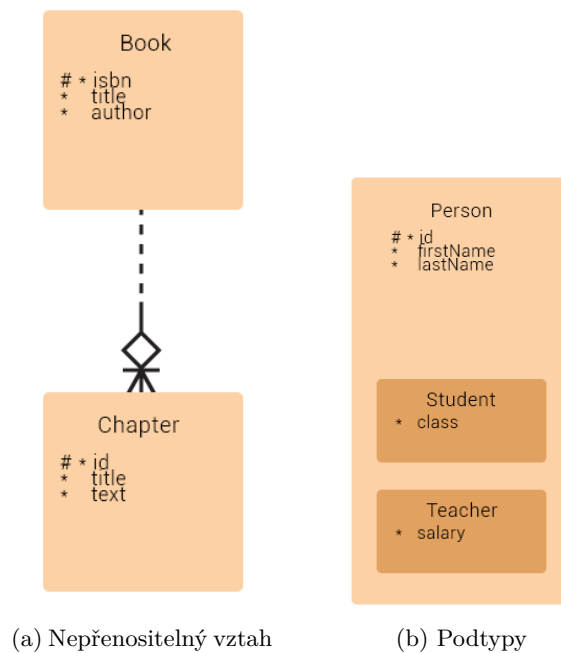 Book
# * isbn
* title
* author
Chapter
# * id
* title
* text
(a) Nepřenositelný vztah
Person
# * id
* firstName
* lastName
Student
* class
Teacher
* salary
(b) Podtypy